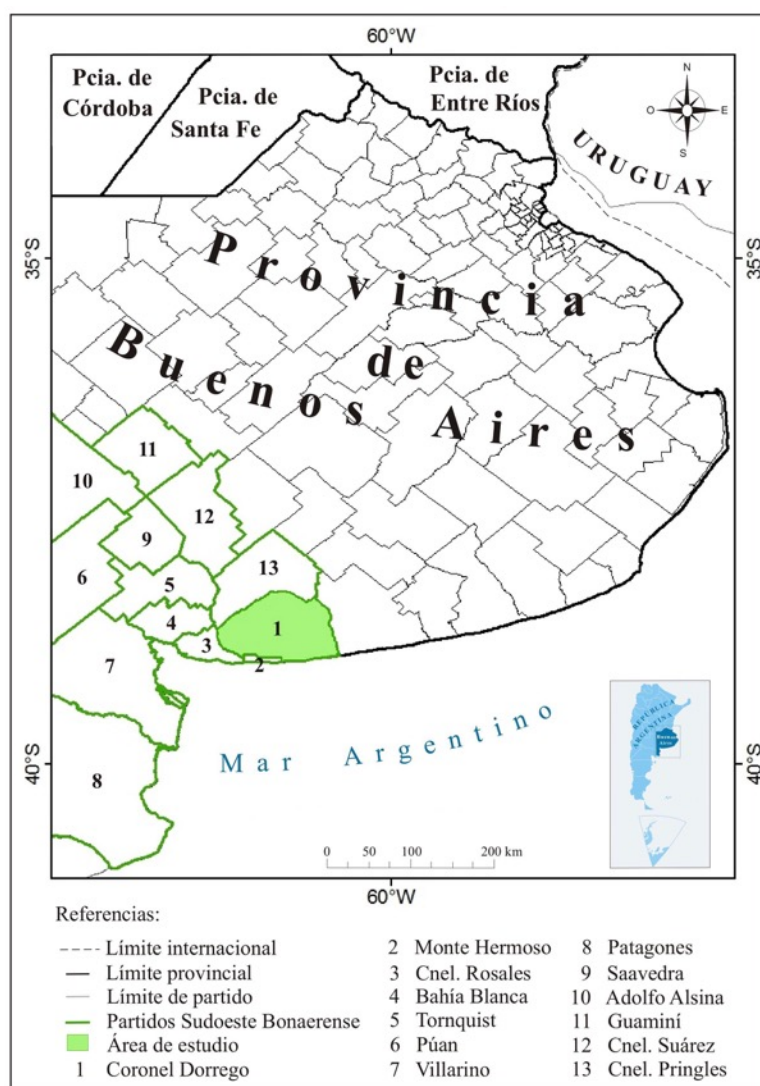 60°W
Pcia. de
Córdoba
Pcia. de
Santa Fe
Pcia. de
Entre Ríos
N
O
E
S
URUGUAY
35°S
35°S
Provincia
de
Buenos Aires
11
10
12
9
13
6
5
4
1
3
2
7
8
Mar Argentino
40°S
40°S
REPÚBLICA
ARGENTINA
Buenos
Aires
0 50 100 200 km
60°W
Referencias:
Límite internacional
Límite provincial
Límite de partido
Partidos Sudoeste Bonaerense
Área de estudio
1 Coronel Dorrego
2 Monte Hermoso
3 Cnel. Rosales
4 Bahía Blanca
5 Tornquist
6 Púan
7 Villarino
8 Patagones
9 Saavedra
10 Adolfo Alsina
11 Guaminí
12 Cnel. Suárez
13 Cnel. Pringles